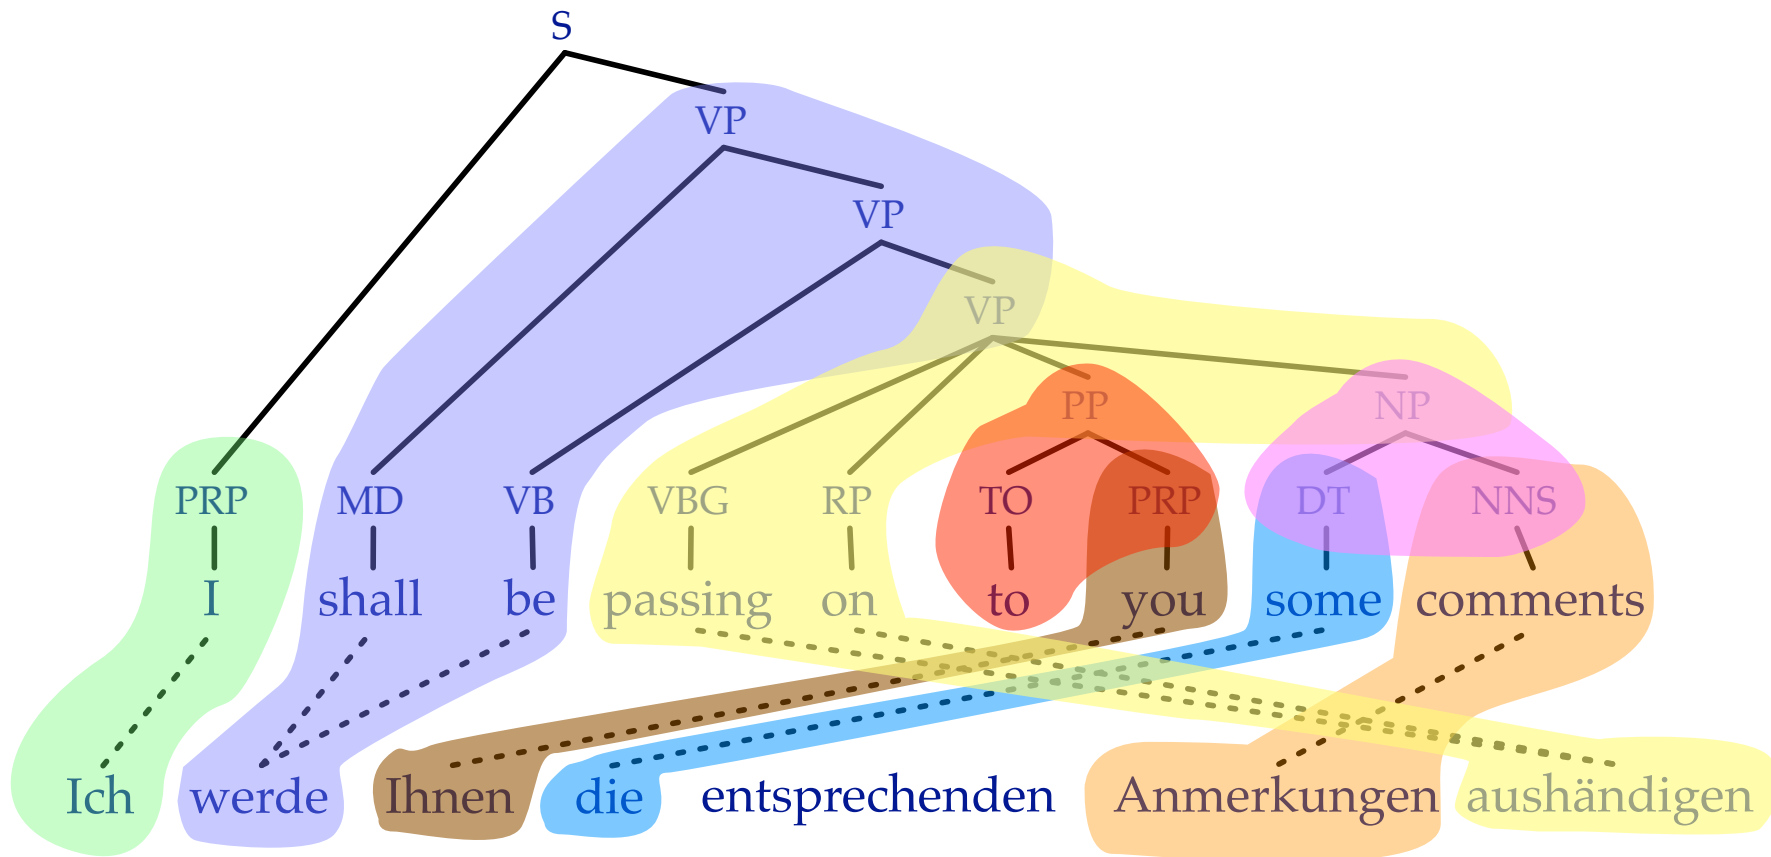 S
VP
VP
VP
PP NP
PRP MD VB VBG RP TO PRP DT NNS
I shall be passing on to you some comments
Ich werde Ihnen die entsprechenden Anmerkungen aushändigen